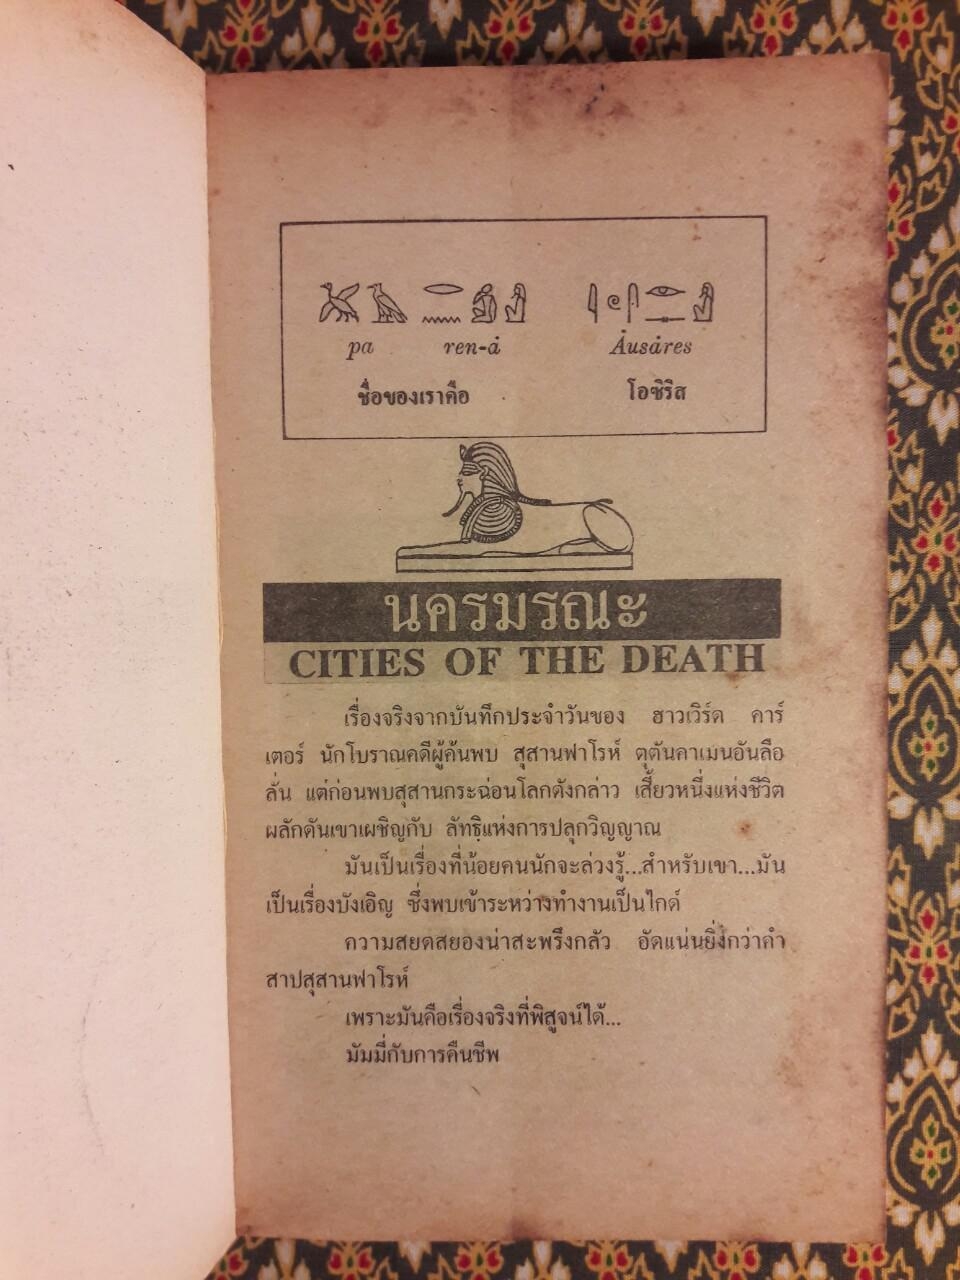 pa ren-ȧ Ȧusȧres
ชื่อของเราคือ โอซิริส
นครมรณะ
CITIES OF THE DEATH
เรื่องจริงจากบันทึกประจำวันของ ฮาวเวิร์ด คาร์
เตอร์ นักโบราณคดีผู้ค้นพบ สุสานฟาโรห์ ตุตันคาเมนอันลือ
ลั่น แต่ก่อนพบสุสานกระฉ่อนโลกดังกล่าว เสี้ยวหนึ่งแห่งชีวิต
ผลักดันเขาเผชิญกับ ลัทธิแห่งการปลุกวิญญาณ
มันเป็นเรื่องที่น้อยคนนักจะล่วงรู้...สำหรับเขา...มัน
เป็นเรื่องบังเอิญ ซึ่งพบเข้าระหว่างทำงานเป็นไกด์
ความสยดสยองน่าสะพรึงกลัว อัดแน่นยิ่งกว่าคำ
สาปสุสานฟาโรห์
เพราะมันคือเรื่องจริงที่พิสูจน์ได้...
มัมมี่กับการคืนชีพ